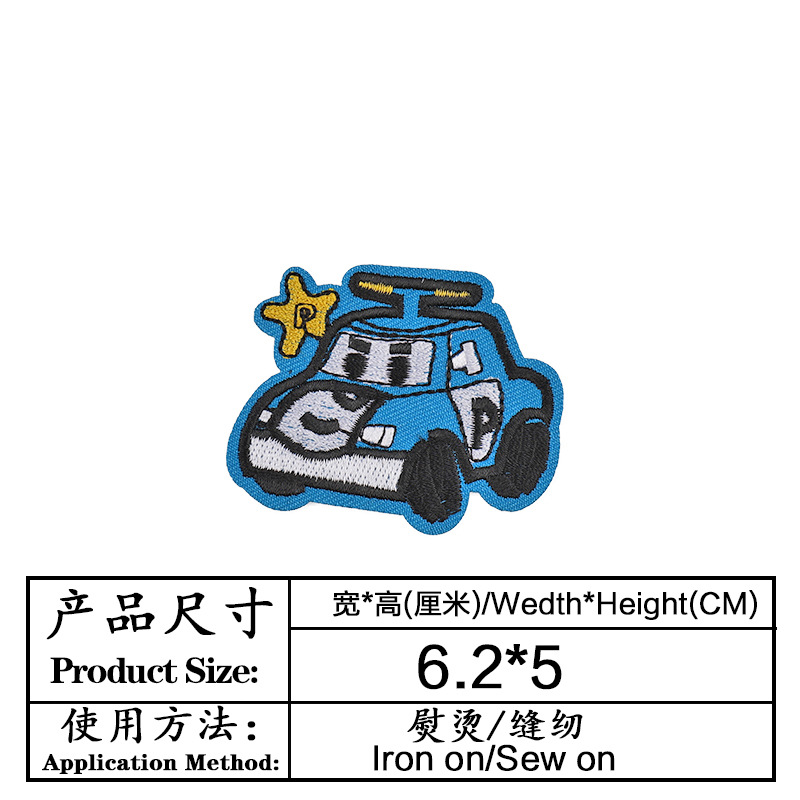 P
P
产品尺寸
Product Size:
宽*高(厘米)/Wedth*Height(CM)
6.2*5
使用方法:
Application Method:
熨烫/缝纫
Iron on/Sew on